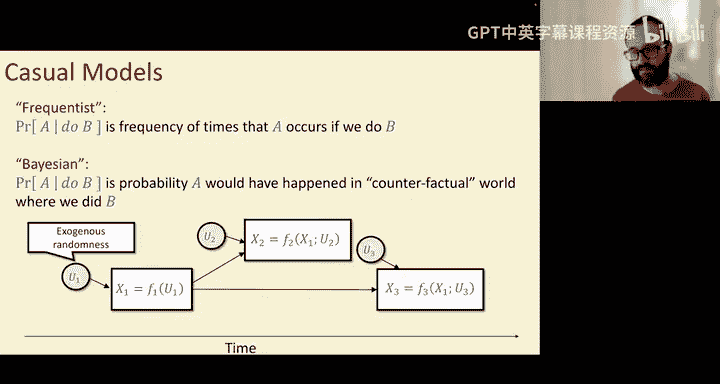 GPT中英字幕课程资源 bilibili
Casual Models
“Frequentist”:
Pr[ A | do B ] is frequency of times that A occurs if we do B
“Bayesian”:
Pr[ A | do B ] is probability A would have happened in “counter-factual” world
where we did B
Exogenous
randomness
U₁
X₁ = f₁(U₁)
U₂
X₂ = f₂(X₁; U₂)
U₃
X₃ = f₃(X₁; U₃)
Time